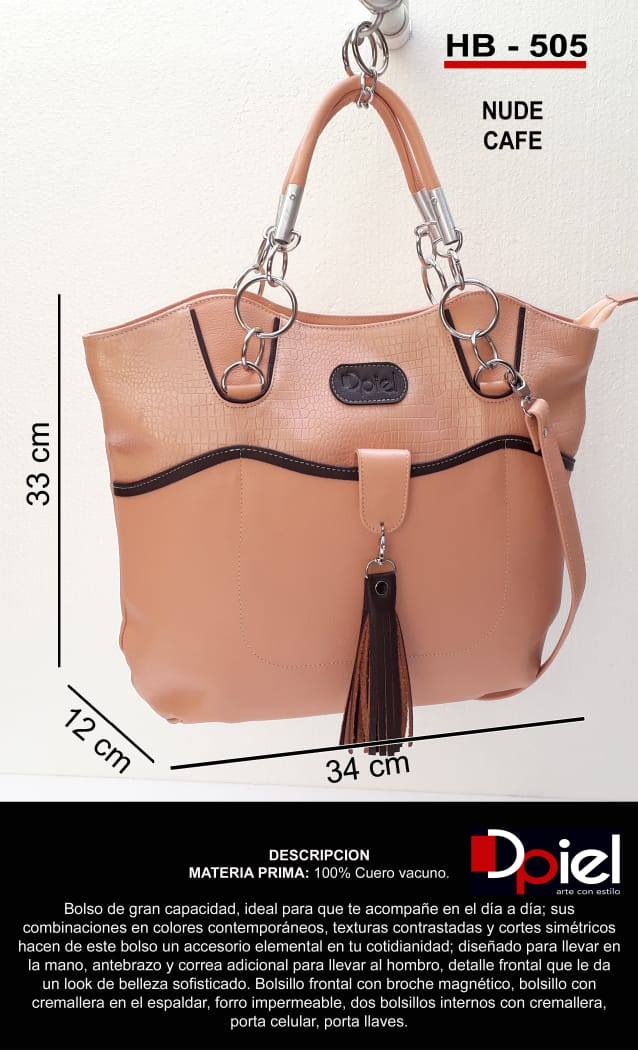 HB - 505
NUDE
CAFE
Dpiel
33 cm
12 cm
34 cm
DESCRIPCION
MATERIA PRIMA: 100% Cuero vacuno.
Dpiel
arte con estilo
Bolso de gran capacidad, ideal para que te acompañe en el día a día; sus
combinaciones en colores contemporáneos, texturas contrastadas y cortes simétricos
hacen de este bolso un accesorio elemental en tu cotidianidad; diseñado para llevar en
la mano, antebrazo y correa adicional para llevar al hombro, detalle frontal que le da
un look de belleza sofisticado. Bolsillo frontal con broche magnético, bolsillo con
cremallera en el espaldar, forro impermeable, dos bolsillos internos con cremallera,
porta celular, porta llaves.